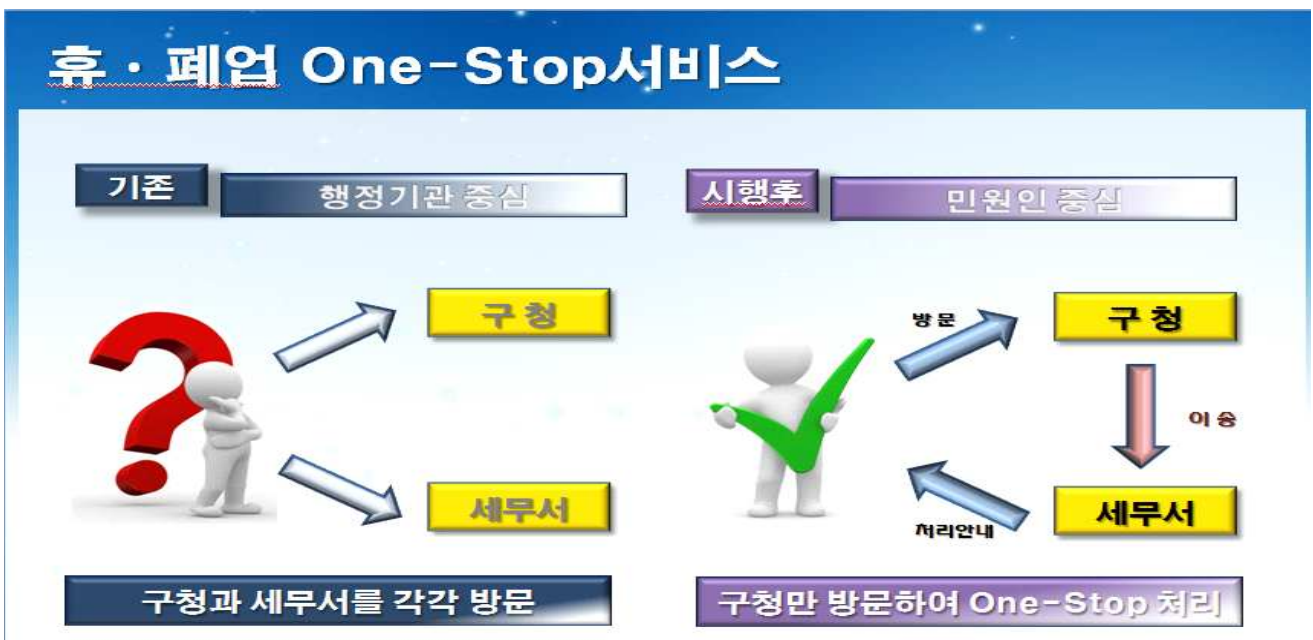 휴 · 폐업 One-Stop서비스
기존
행정기관 중심
구 청
세무서
구청과 세무서를 각각 방문
시행후
민원인 중심
방 문
구 청
이 송
세무서
처리안내
구청만 방문하여 One-Stop 처리